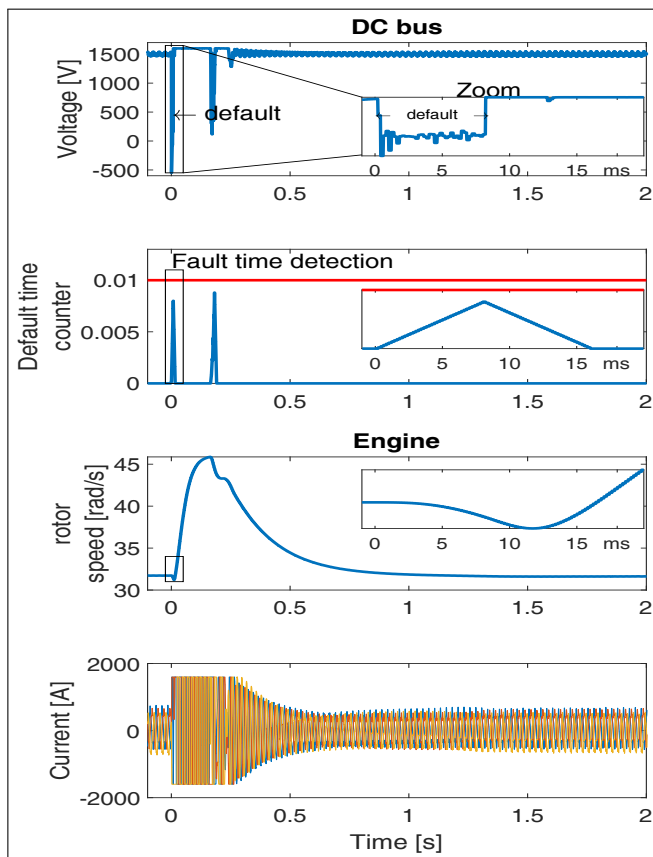 DC bus
1500
1000
500
0
-500
Voltage [V]
default
Zoom
default
0 5 10 15 ms
0 0.5 1 1.5 2
Fault time detection
0.01
0.005
0
Default time
counter
0 5 10 15 ms
0 0.5 1 1.5 2
Engine
45
40
35
30
rotor
speed [rad/s]
0 5 10 15 ms
0 0.5 1 1.5 2
2000
0
-2000
Current [A]
0 0.5 1 1.5 2
Time [s]